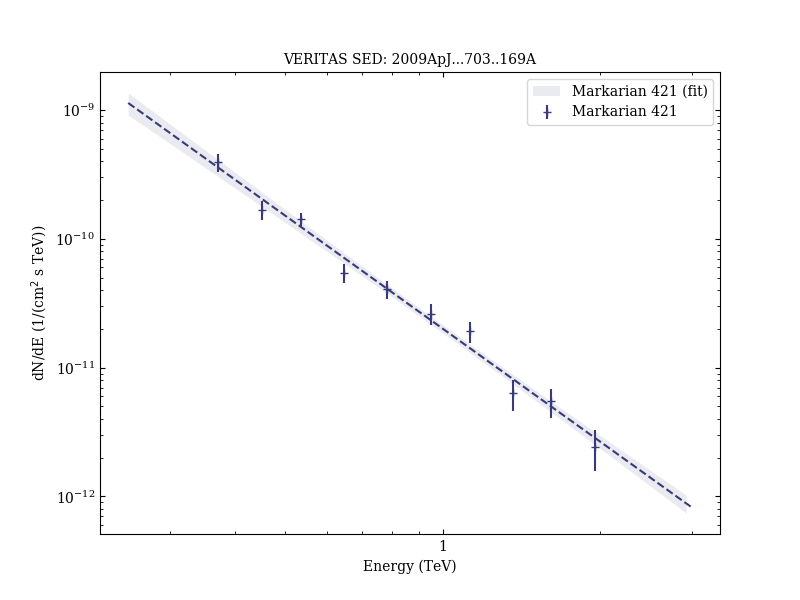 VERITAS SED: 2009ApJ...703..169A
Markarian 421 (fit)
Markarian 421
10⁻⁹
10⁻¹⁰
10⁻¹¹
10⁻¹²
dN/dE (1/(cm² s TeV))
1
Energy (TeV)